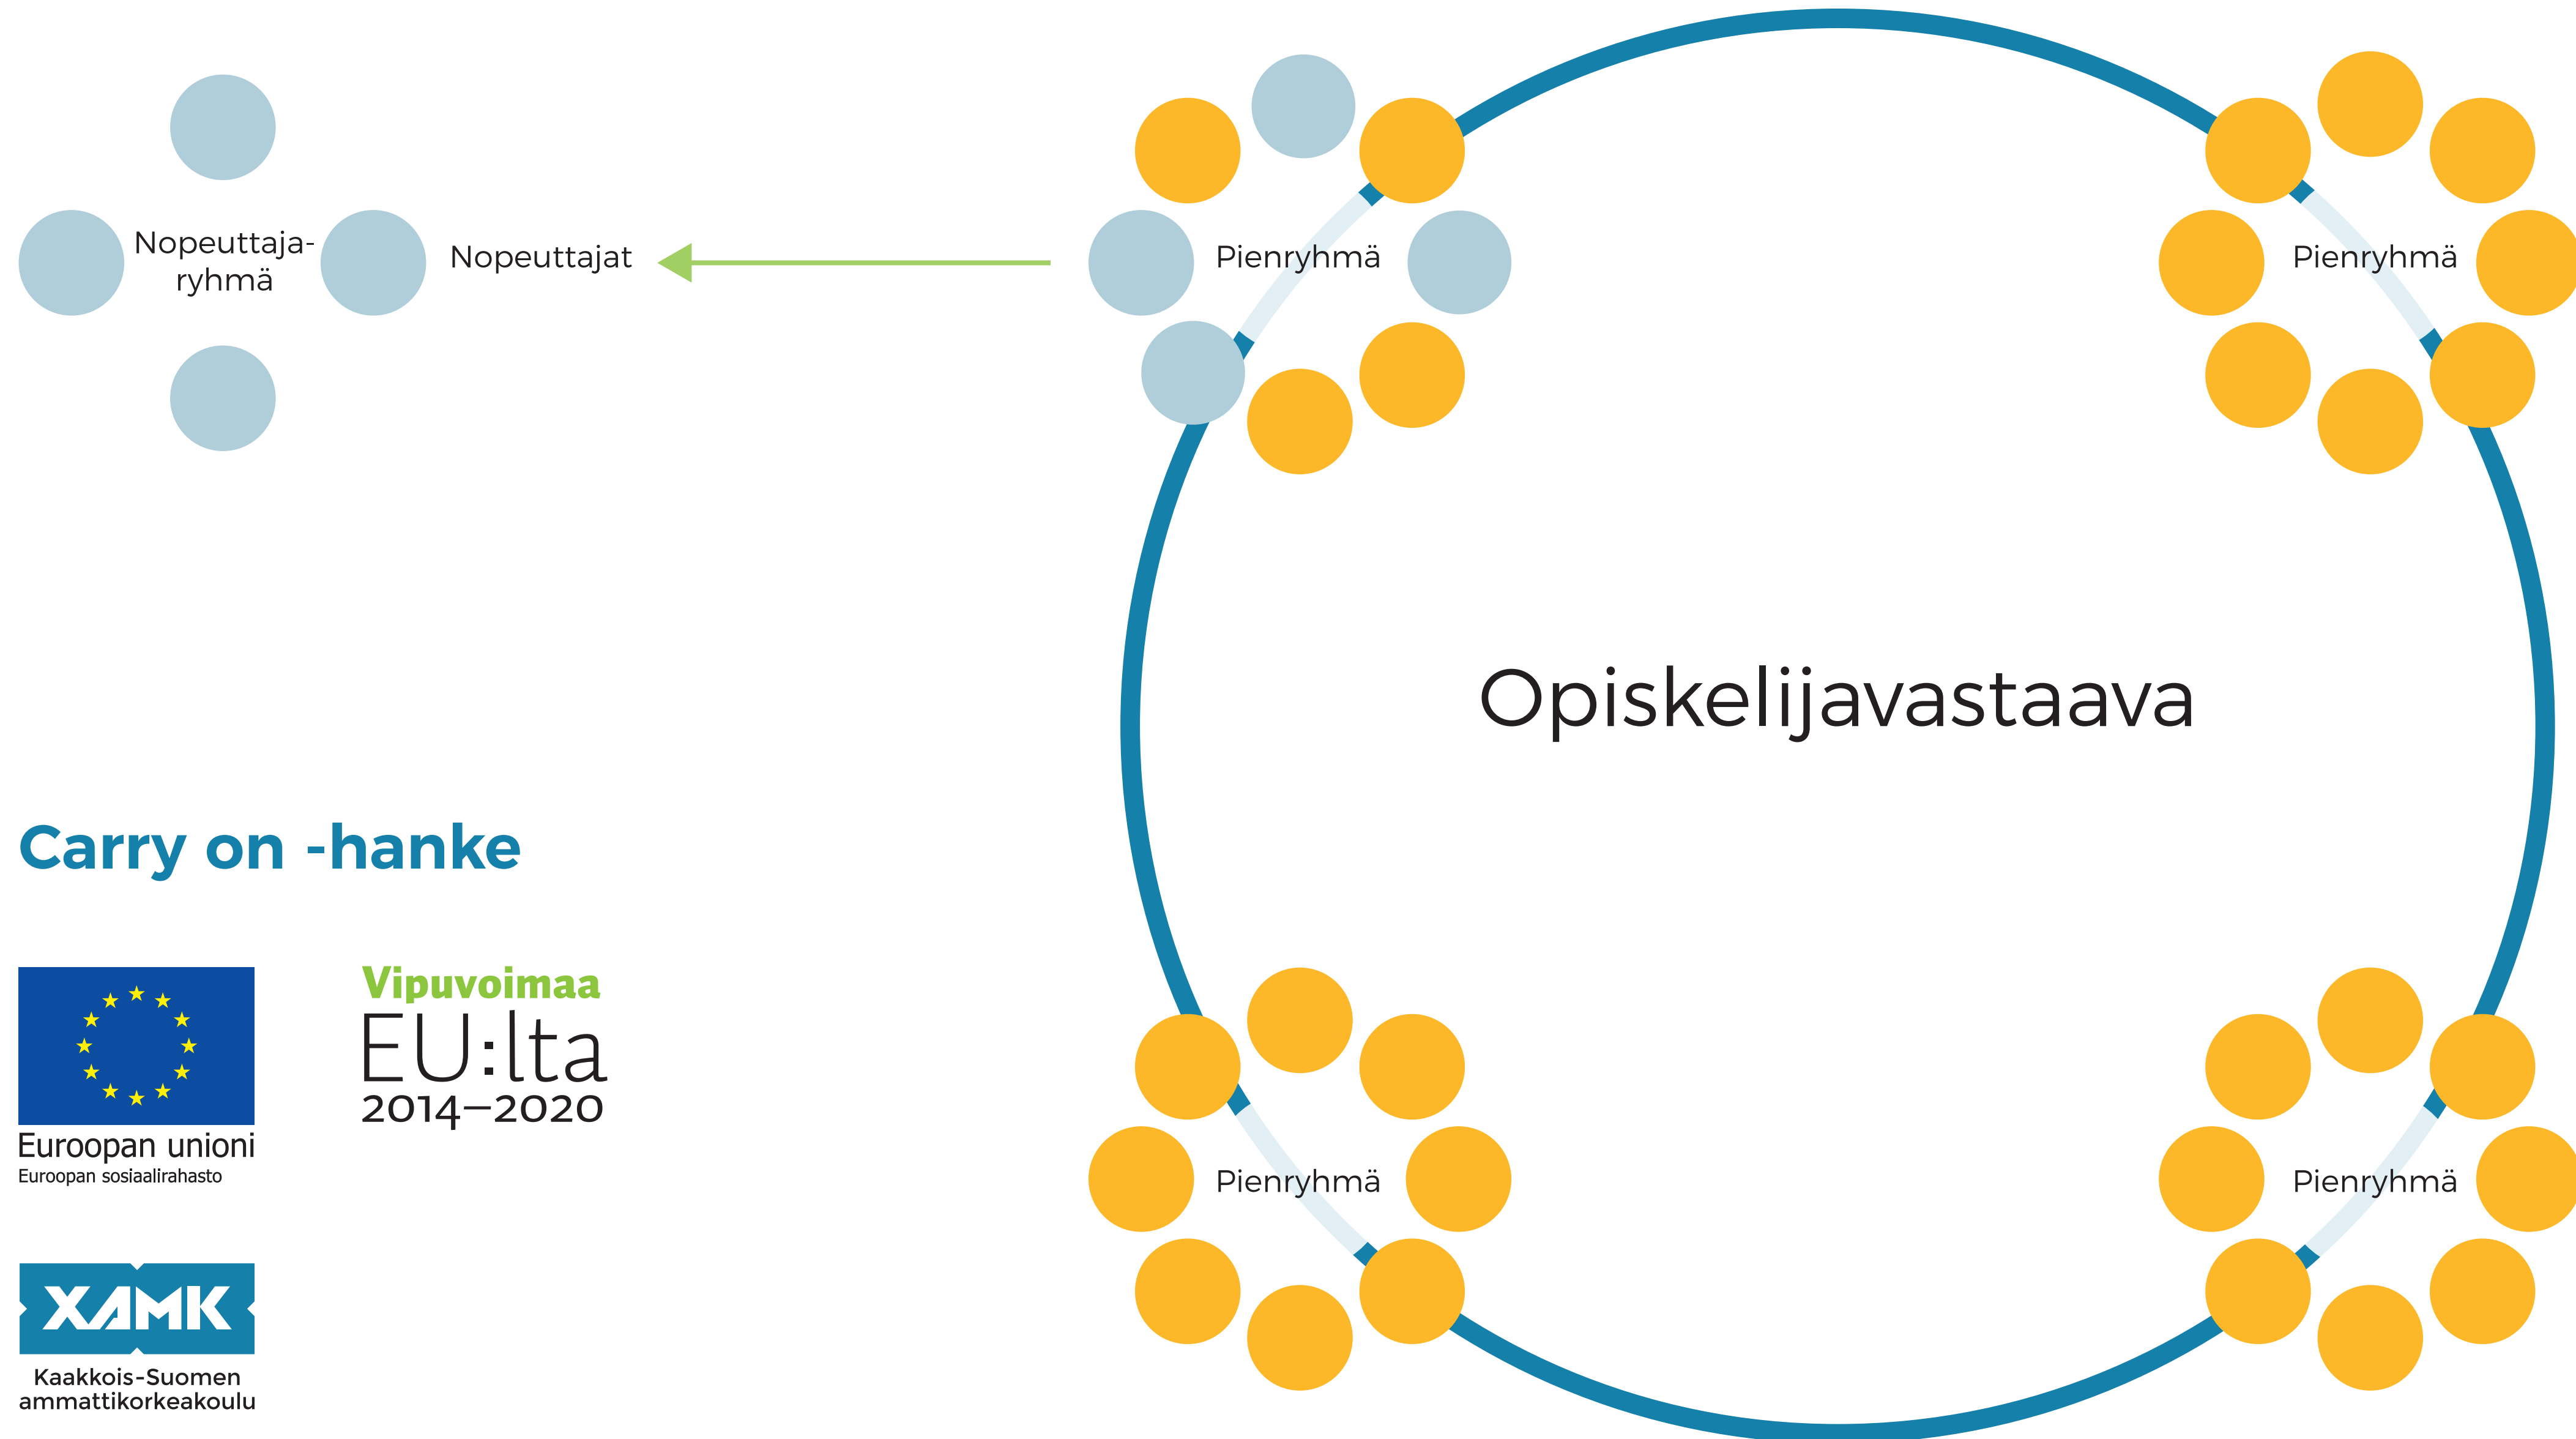 Nopeuttaja-
ryhmä
Nopeuttajat
Pienryhmä
Pienryhmä
Opiskelijavastaava
Pienryhmä
Pienryhmä
Carry on -hanke
Euroopan unioni
Euroopan sosiaalirahasto
Vipuvoimaa
EU:lta
2014–2020
XAMK
Kaakkois-Suomen
ammattikorkeakoulu